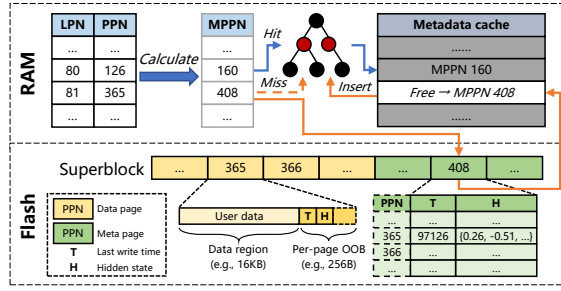 RAM
LPN PPN
... ...
80 126
81 365
... ...
Calculate
MPPN
...
160
408
...
Hit
Miss
Insert
Metadata cache
......
MPPN 160
Free → MPPN 408
...
Flash
Superblock
... 365 366 ... ... 408 ...
PPN Data page
PPN Meta page
T Last write time
H Hidden state
User data T H
Data region
(e.g., 16KB)
Per-page OOB
(e.g., 256B)
PPN T H
... ... ...
365 97126 {0.26, -0.51, ...}
366 ... ...
... ... ...